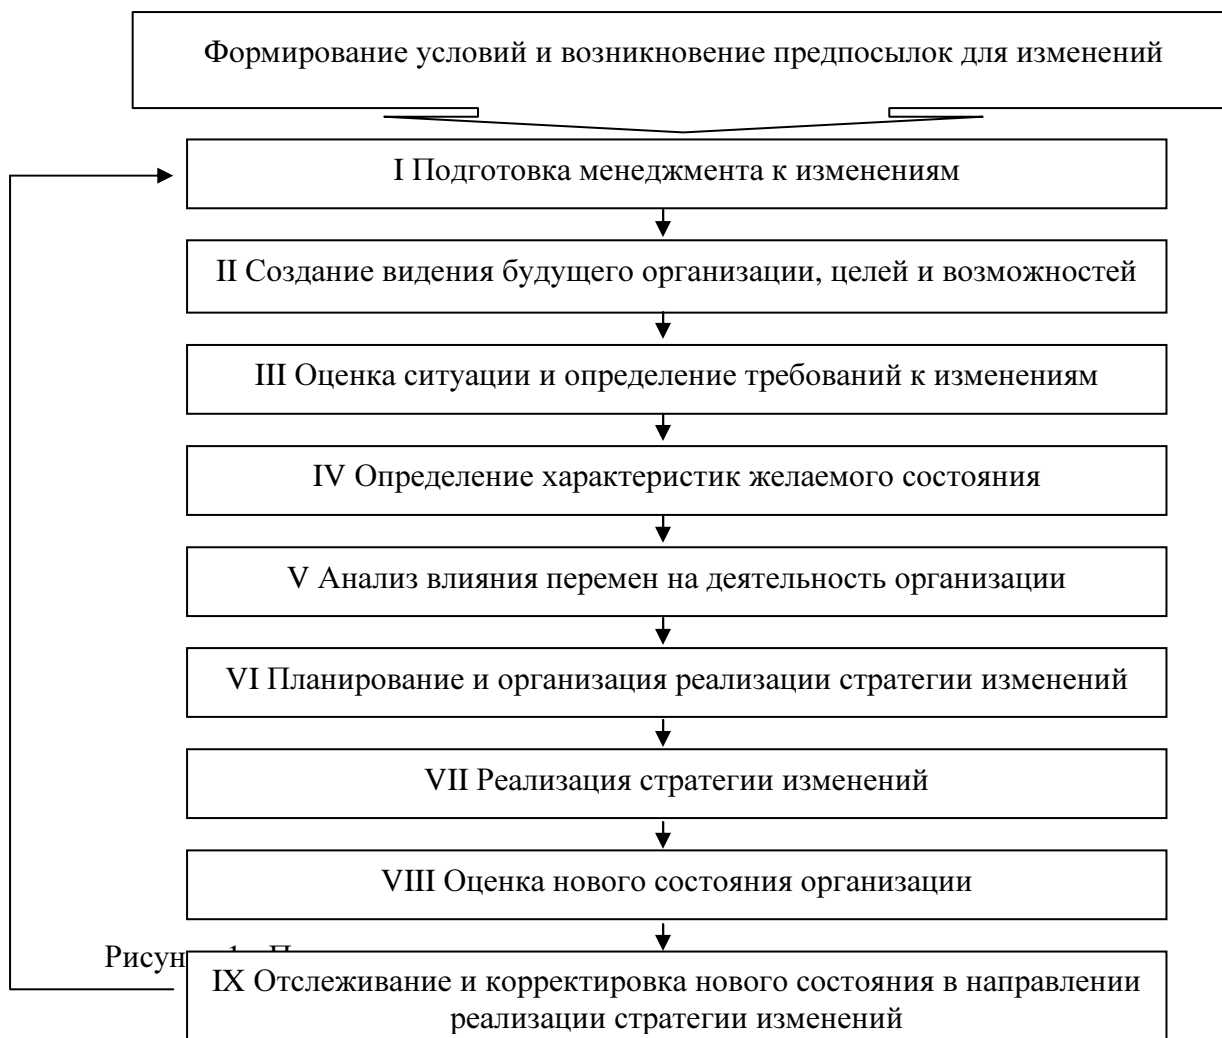 Формирование условий и возникновение предпосылок для изменений
I Подготовка менеджмента к изменениям
II Создание видения будущего организации, целей и возможностей
III Оценка ситуации и определение требований к изменениям
IV Определение характеристик желаемого состояния
V Анализ влияния перемен на деятельность организации
VI Планирование и организация реализации стратегии изменений
VII Реализация стратегии изменений
VIII Оценка нового состояния организации
Рисун
IX Отслеживание и корректировка нового состояния в направлении
реализации стратегии изменений